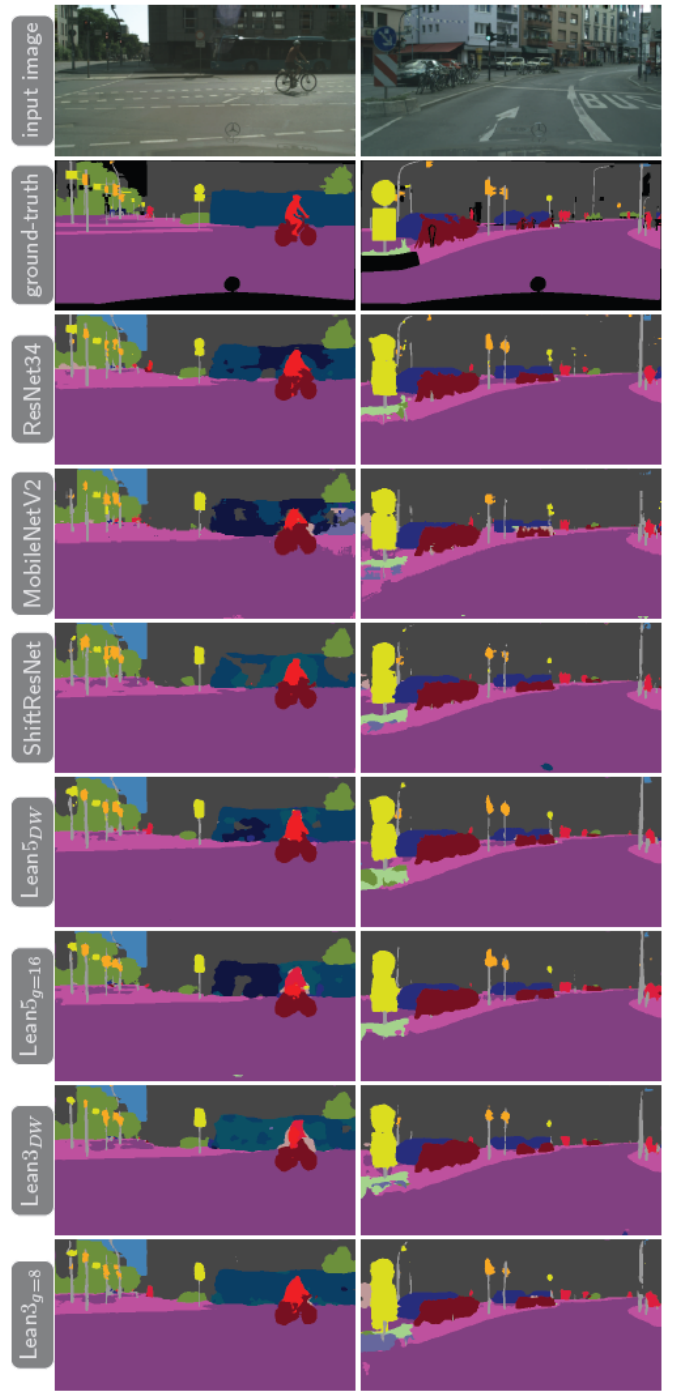 input image
BUS
ground-truth
ResNet34
MobileNetV2
ShiftResNet
Lean5DW
Lean5g=16
Lean3DW
Lean3g=8